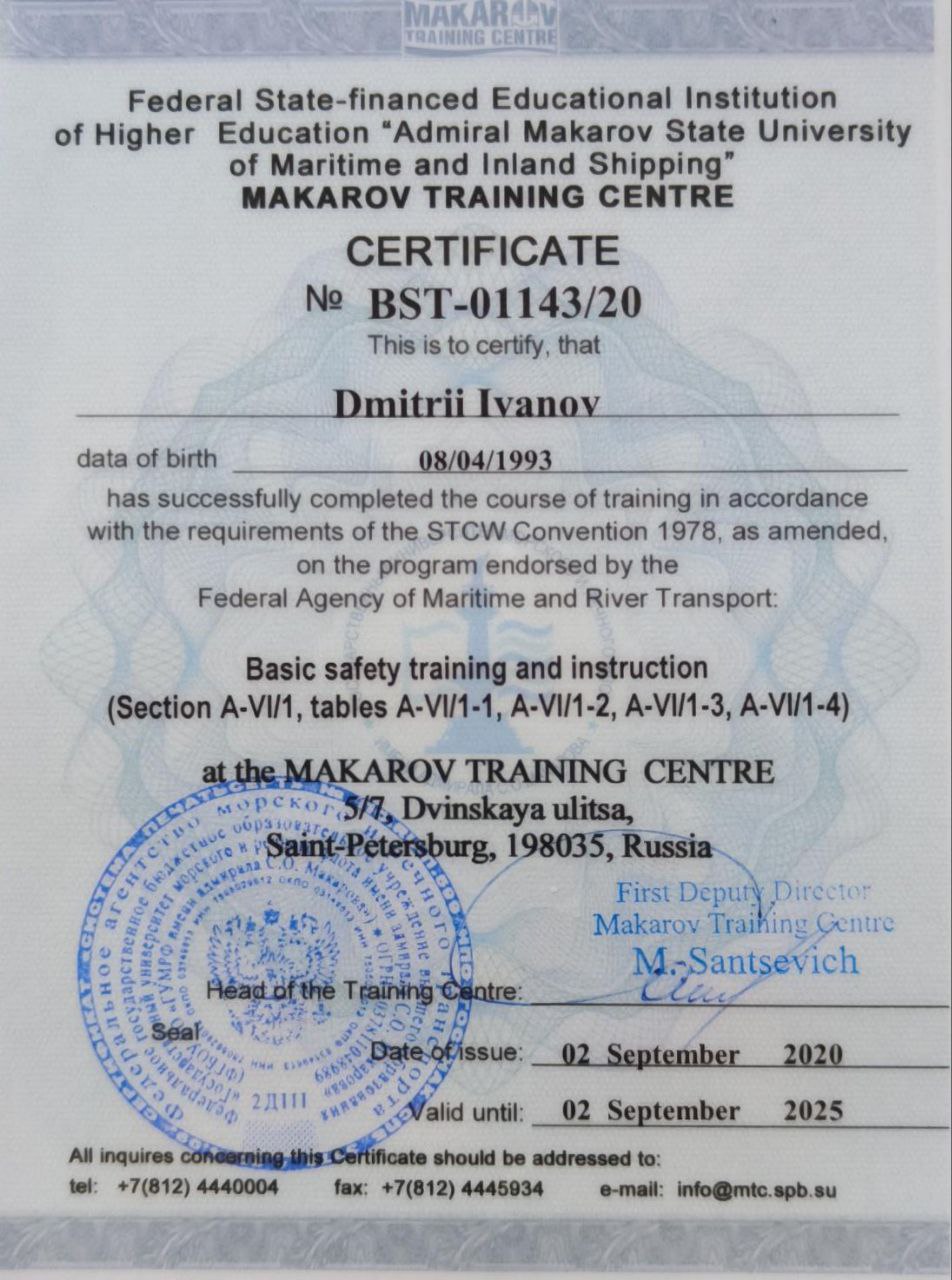 MAKAROV
TRAINING CENTRE
Federal State-financed Educational Institution
of Higher Education “Admiral Makarov State University
of Maritime and Inland Shipping”
MAKAROV TRAINING CENTRE
CERTIFICATE
№ BST-01143/20
This is to certify, that
Dmitrii Ivanov
data of birth 08/04/1993
has successfully completed the course of training in accordance
with the requirements of the STCW Convention 1978, as amended,
on the program endorsed by the
Federal Agency of Maritime and River Transport:
Basic safety training and instruction
(Section A-VI/1, tables A-VI/1-1, A-VI/1-2, A-VI/1-3, A-VI/1-4)
at the MAKAROV TRAINING CENTRE
5/7, Dvinskaya ulitsa,
Saint-Petersburg, 198035, Russia
First Deputy Director
Makarov Training Centre
M. Santsevich
Head of the Training Centre:
Seal
Date of issue: 02 September 2020
Valid until: 02 September 2025
Федеральное агентство морского и речного транспорта
2ДПП
All inquires concerning this Certificate should be addressed to:
tel: +7(812) 4440004 fax: +7(812) 4445934 e-mail: info@mtc.spb.su